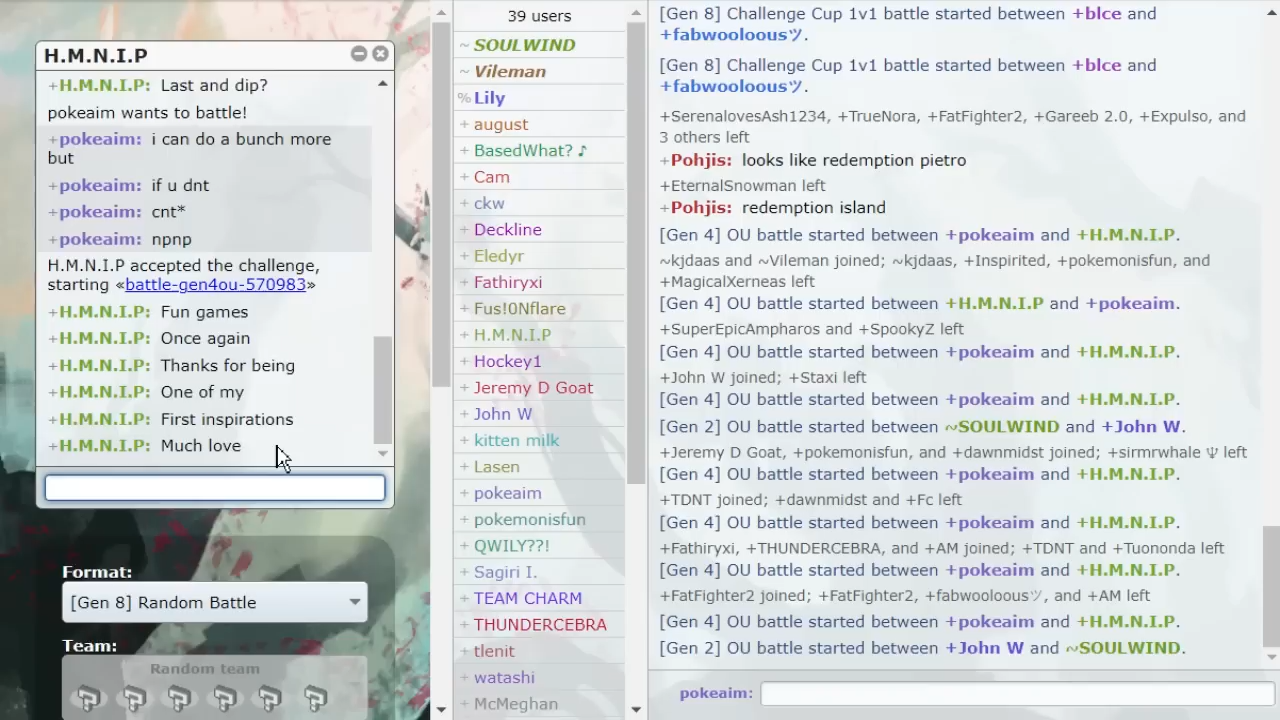 H.M.N.I.P
+H.M.N.I.P: Last and dip?
pokeaim wants to battle!
+pokeaim: i can do a bunch more
but
+pokeaim: if u dnt
+pokeaim: cnt*
+pokeaim: npnp
H.M.N.I.P accepted the challenge,
starting «battle-gen4ou-570983»
+H.M.N.I.P: Fun games
+H.M.N.I.P: Once again
+H.M.N.I.P: Thanks for being
+H.M.N.I.P: One of my
+H.M.N.I.P: First inspirations
+H.M.N.I.P: Much love
Format:
[Gen 8] Random Battle
Team:
Random team
39 users
~ SOULWIND
~ Vileman
% Lily
+ august
+ BasedWhat? ♪
+ Cam
+ ckw
+ Deckline
+ Eledyr
+ Fathiryxi
+ Fus!0Nflare
+ H.M.N.I.P
+ Hockey1
+ Jeremy D Goat
+ John W
+ kitten milk
+ Lasen
+ pokeaim
+ pokemonisfun
+ QWILY??!
+ Sagiri I.
+ TEAM CHARM
+ THUNDERCEBRA
+ tlenit
+ watashi
+ McMeghan
[Gen 8] Challenge Cup 1v1 battle started between +blce and
+fabwooloousツ.
[Gen 8] Challenge Cup 1v1 battle started between +blce and
+fabwooloousツ.
+SerenalovesAsh1234, +TrueNora, +FatFighter2, +Gareeb 2.0, +Expulso, and
3 others left
+Pohjis: looks like redemption pietro
+EternalSnowman left
+Pohjis: redemption island
[Gen 4] OU battle started between +pokeaim and +H.M.N.I.P.
~kjdaas and ~Vileman joined; ~kjdaas, +Inspirited, +pokemonisfun, and
+MagicalXerneas left
[Gen 4] OU battle started between +H.M.N.I.P and +pokeaim.
+SuperEpicAmpharos and +SpookyZ left
[Gen 4] OU battle started between +pokeaim and +H.M.N.I.P.
+John W joined; +Staxi left
[Gen 4] OU battle started between +pokeaim and +H.M.N.I.P.
[Gen 2] OU battle started between ~SOULWIND and +John W.
+Jeremy D Goat, +pokemonisfun, and +dawnmidst joined; +sirmrwhale Ψ left
[Gen 4] OU battle started between +pokeaim and +H.M.N.I.P.
+TDNT joined; +dawnmidst and +Fc left
[Gen 4] OU battle started between +pokeaim and +H.M.N.I.P.
+Fathiryxi, +THUNDERCEBRA, and +AM joined; +TDNT and +Tuononda left
[Gen 4] OU battle started between +pokeaim and +H.M.N.I.P.
+FatFighter2 joined; +FatFighter2, +fabwooloousツ, and +AM left
[Gen 4] OU battle started between +pokeaim and +H.M.N.I.P.
[Gen 2] OU battle started between +John W and ~SOULWIND.
pokeaim: